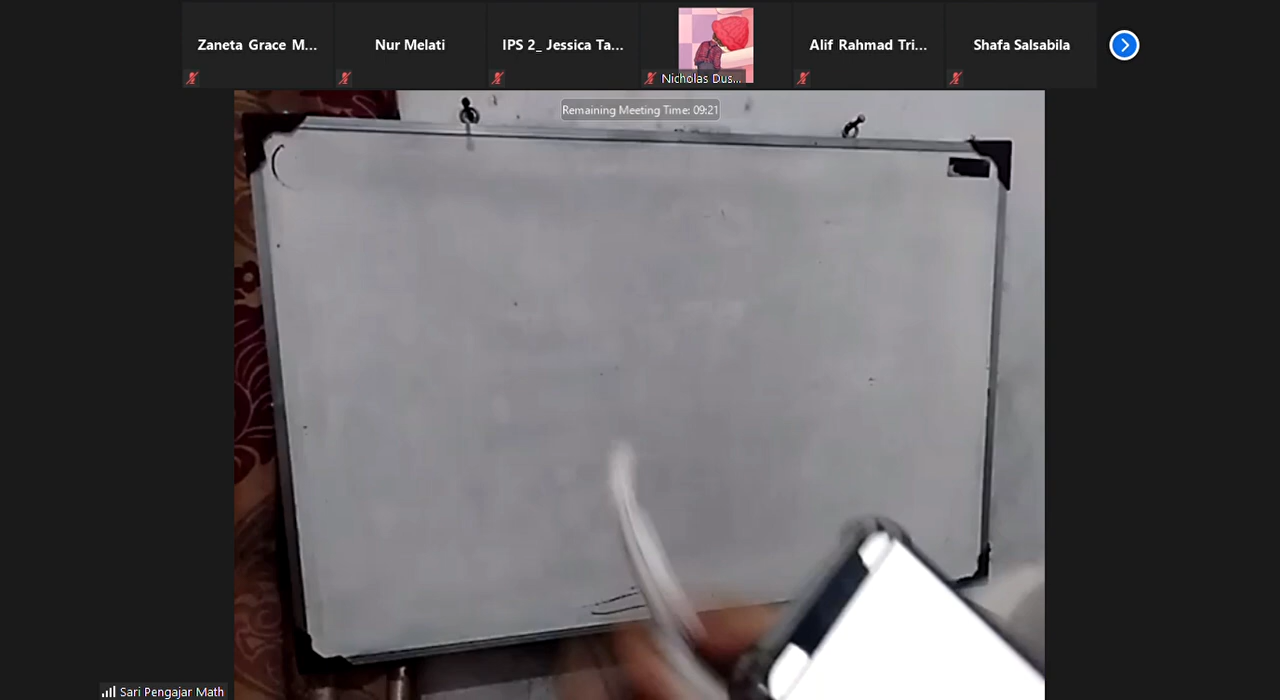 Zaneta Grace M...
Nur Melati
IPS 2_ Jessica Ta...
Nicholas Dus...
Alif Rahmad Tri...
Shafa Salsabila
Remaining Meeting Time: 09:21
Sari Pengajar Math